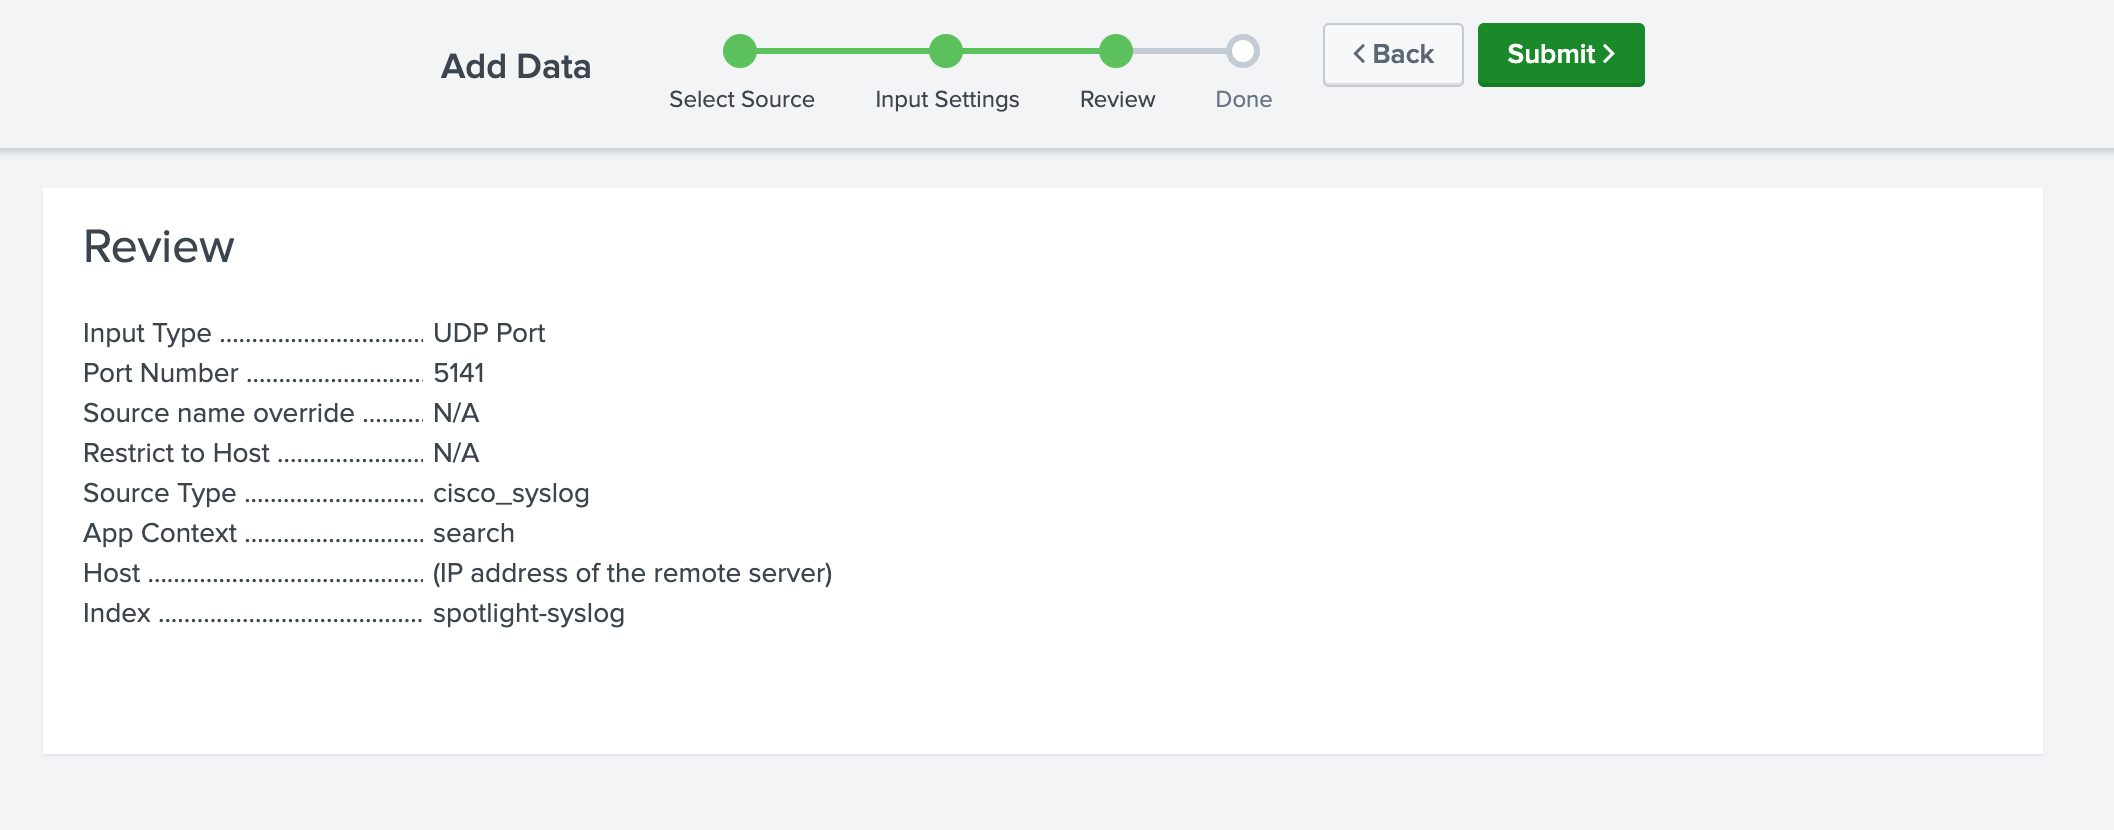 Add Data
Select Source
Input Settings
Review
Done
< Back
Submit >
Review
Input Type ................................ UDP Port
Port Number ............................ 5141
Source name override .......... N/A
Restrict to Host ....................... N/A
Source Type ............................ cisco_syslog
App Context ............................ search
Host ........................................... (IP address of the remote server)
Index ......................................... spotlight-syslog